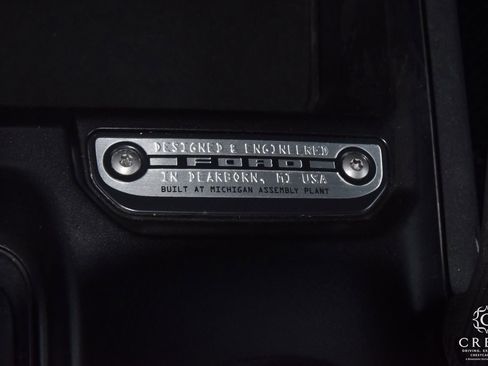 DESIGNED & ENGINEERED
FORD
IN DEARBORN, MI USA
BUILT AT MICHIGAN ASSEMBLY PLANT